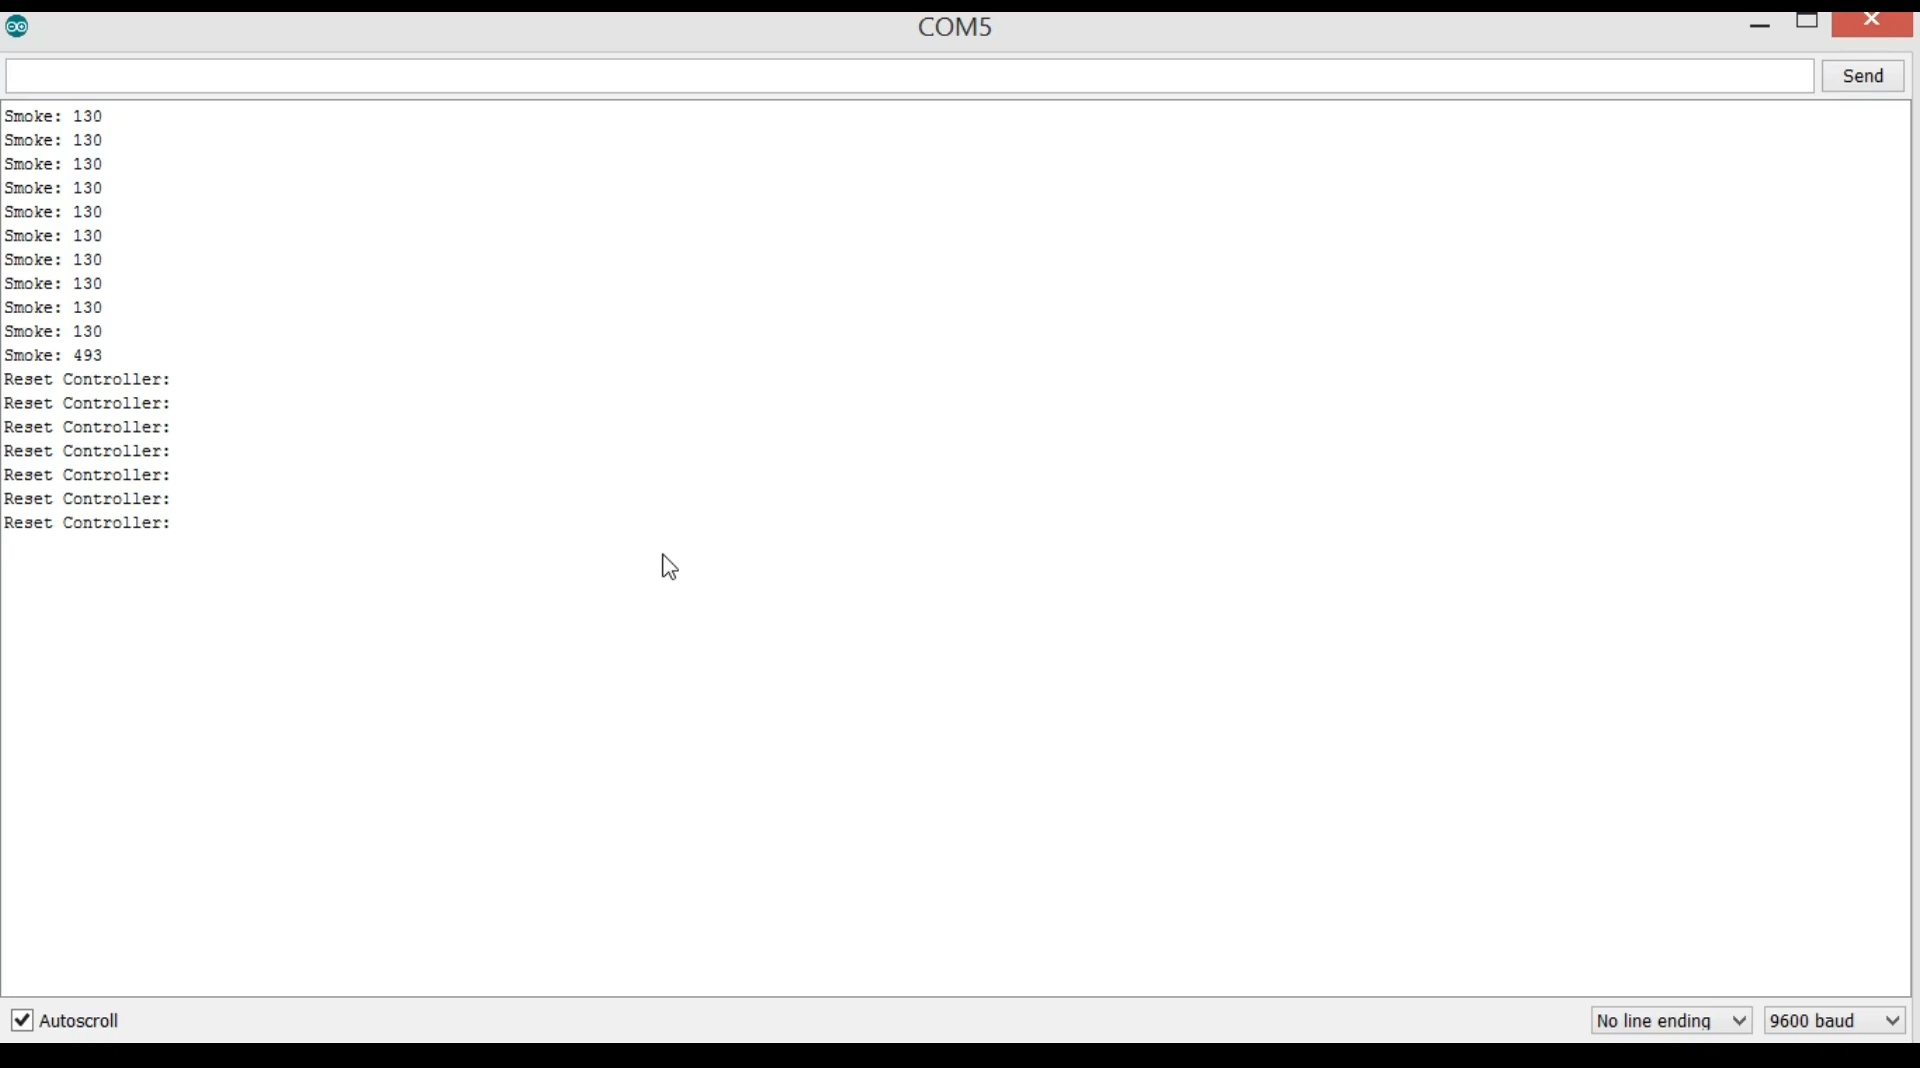 COM5
Send
Smoke: 130
Smoke: 130
Smoke: 130
Smoke: 130
Smoke: 130
Smoke: 130
Smoke: 130
Smoke: 130
Smoke: 130
Smoke: 130
Smoke: 493
Reset Controller:
Reset Controller:
Reset Controller:
Reset Controller:
Reset Controller:
Reset Controller:
Reset Controller:
Autoscroll
No line ending
9600 baud